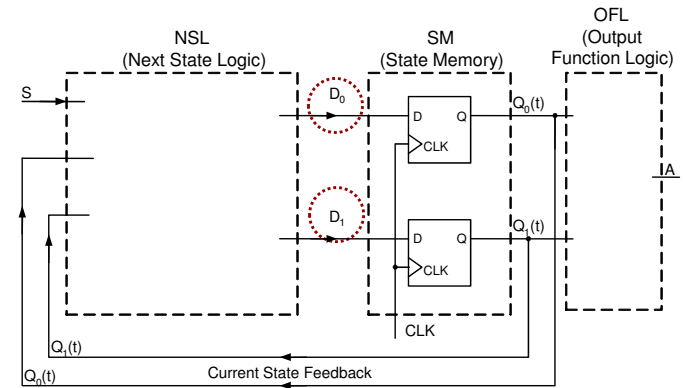 NSL
(Next State Logic)
SM
(State Memory)
OFL
(Output
Function Logic)
S
D₀
D
Q
CLK
Q₀(t)
A
D₁
D
Q
CLK
Q₁(t)
CLK
Q₁(t)
Current State Feedback
Q₀(t)